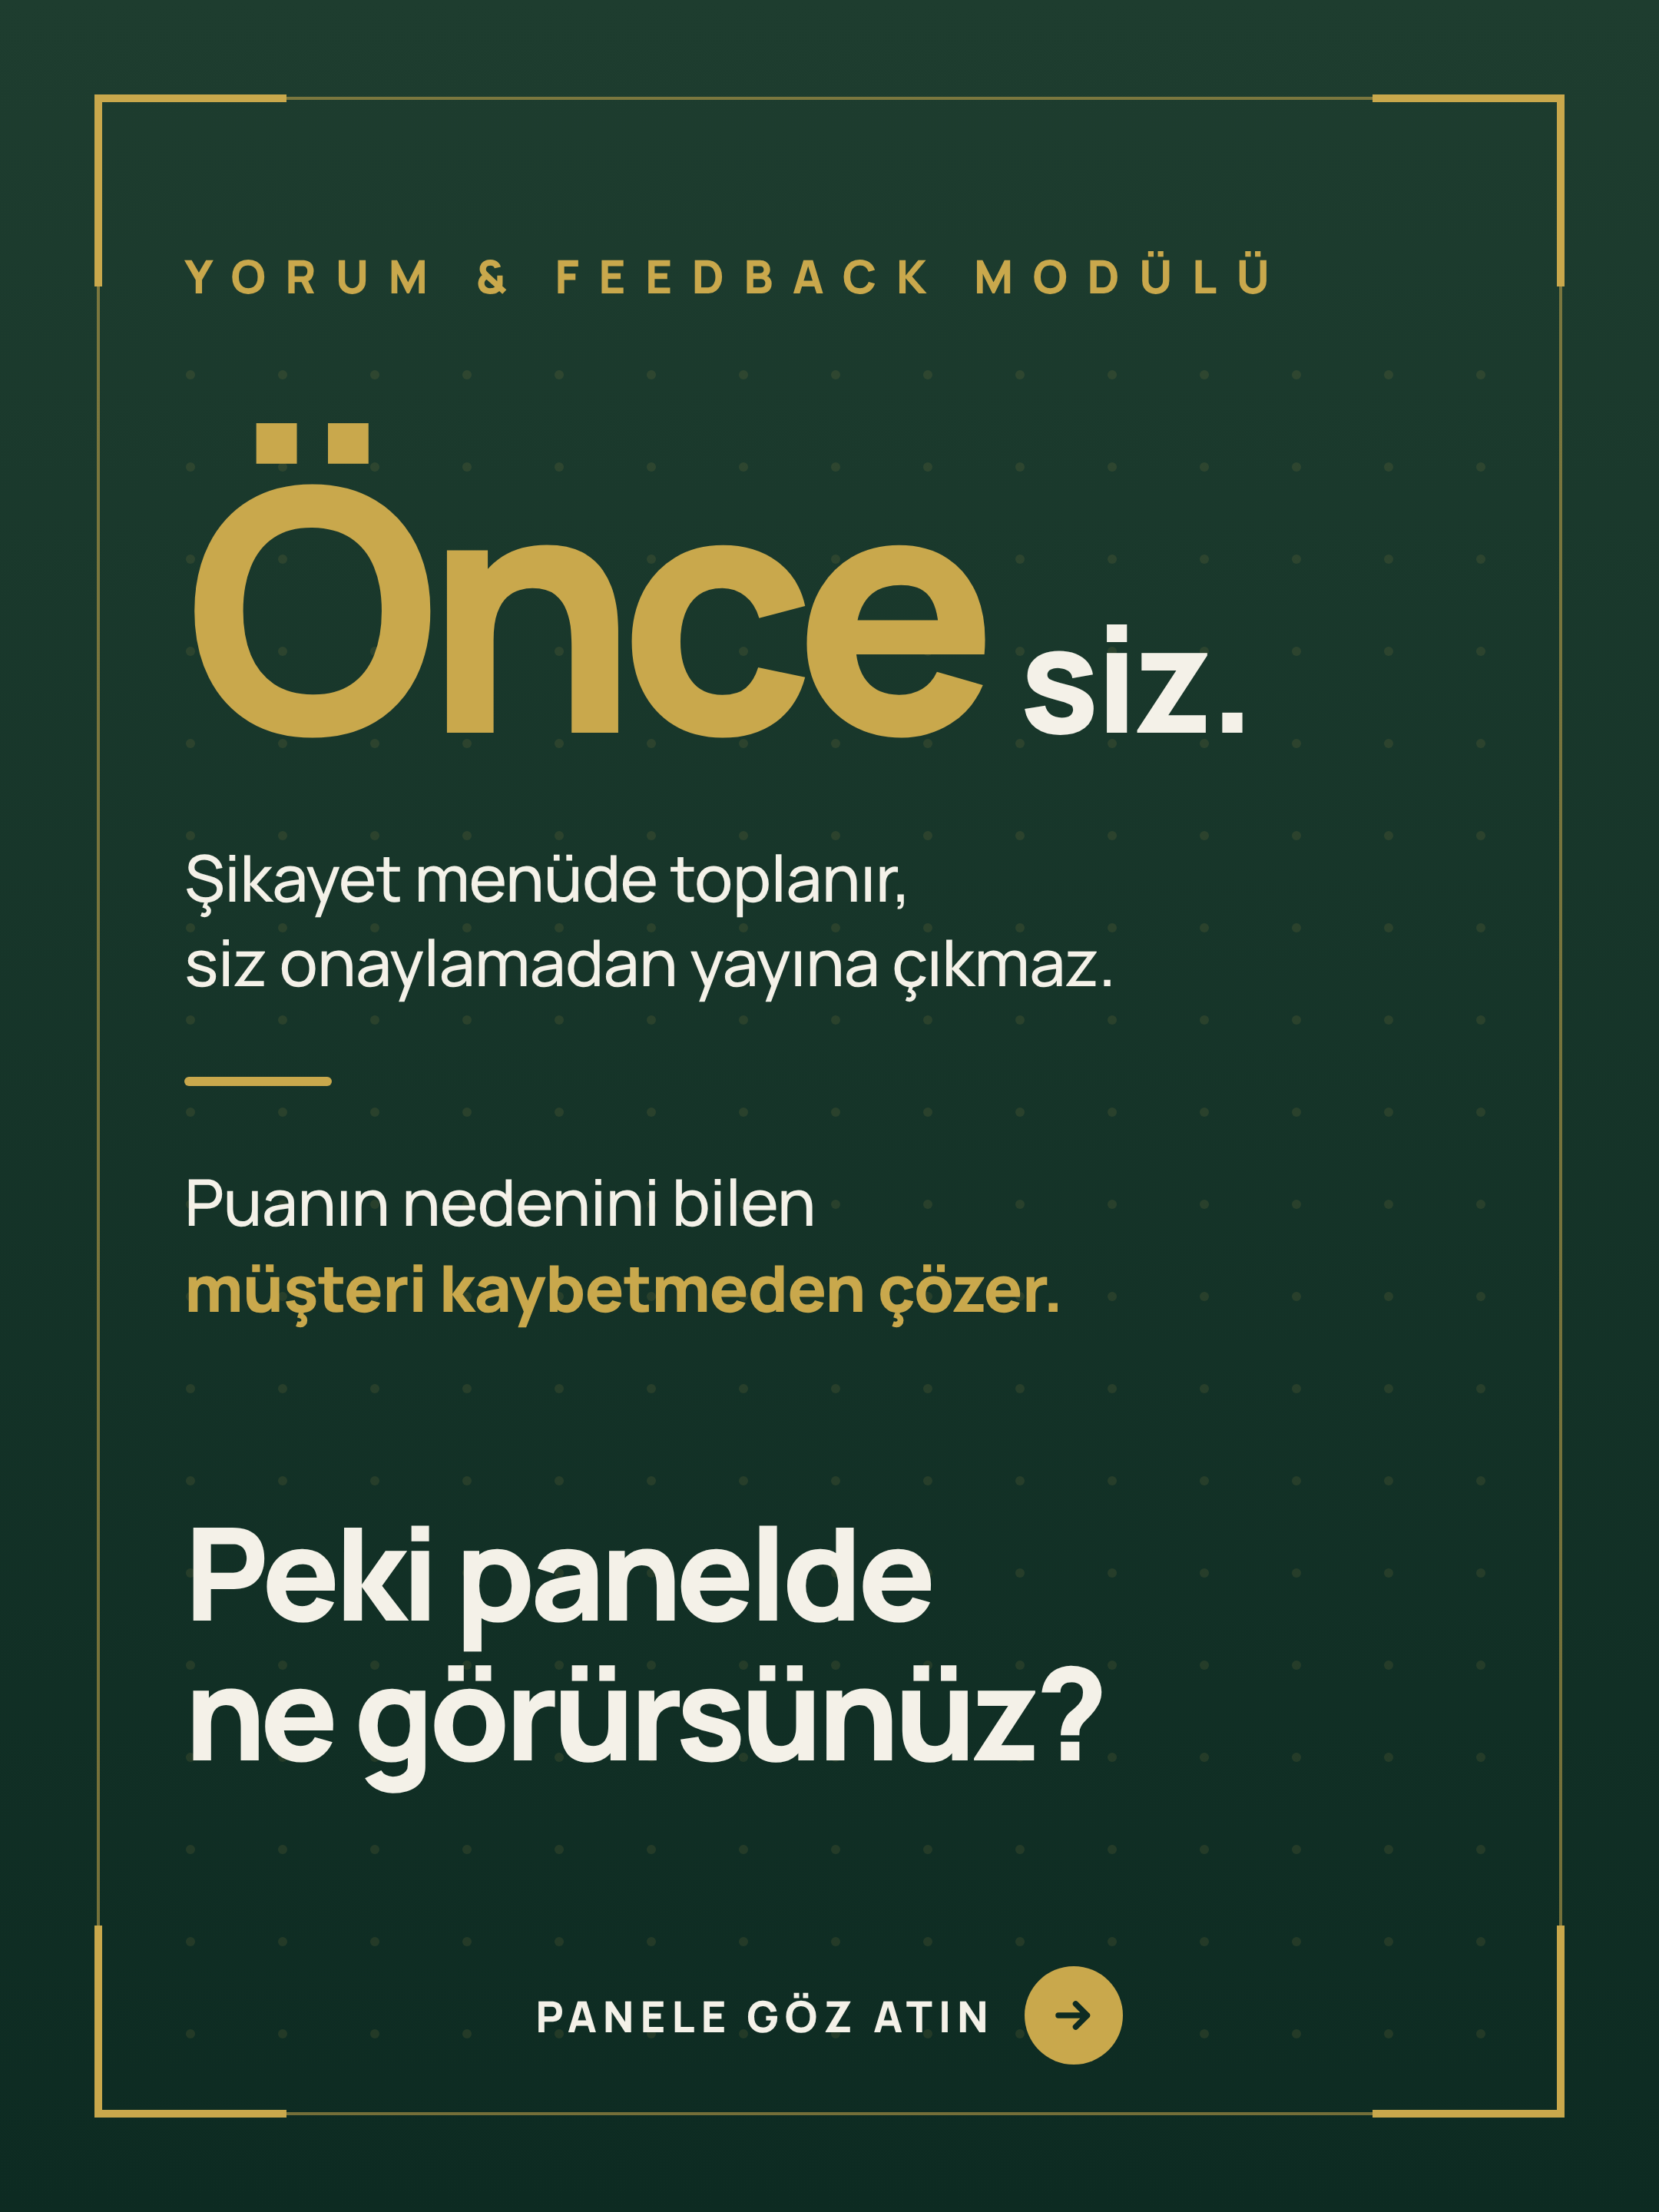 YORUM & FEEDBACK MODÜLÜ
Önce siz.
Şikayet menüde toplanır,
siz onaylamadan yayına çıkmaz.
Puanın nedenini bilen
müşteri kaybetmeden çözer.
Peki panelde
ne görürsünüz?
PANELE GÖZ ATIN